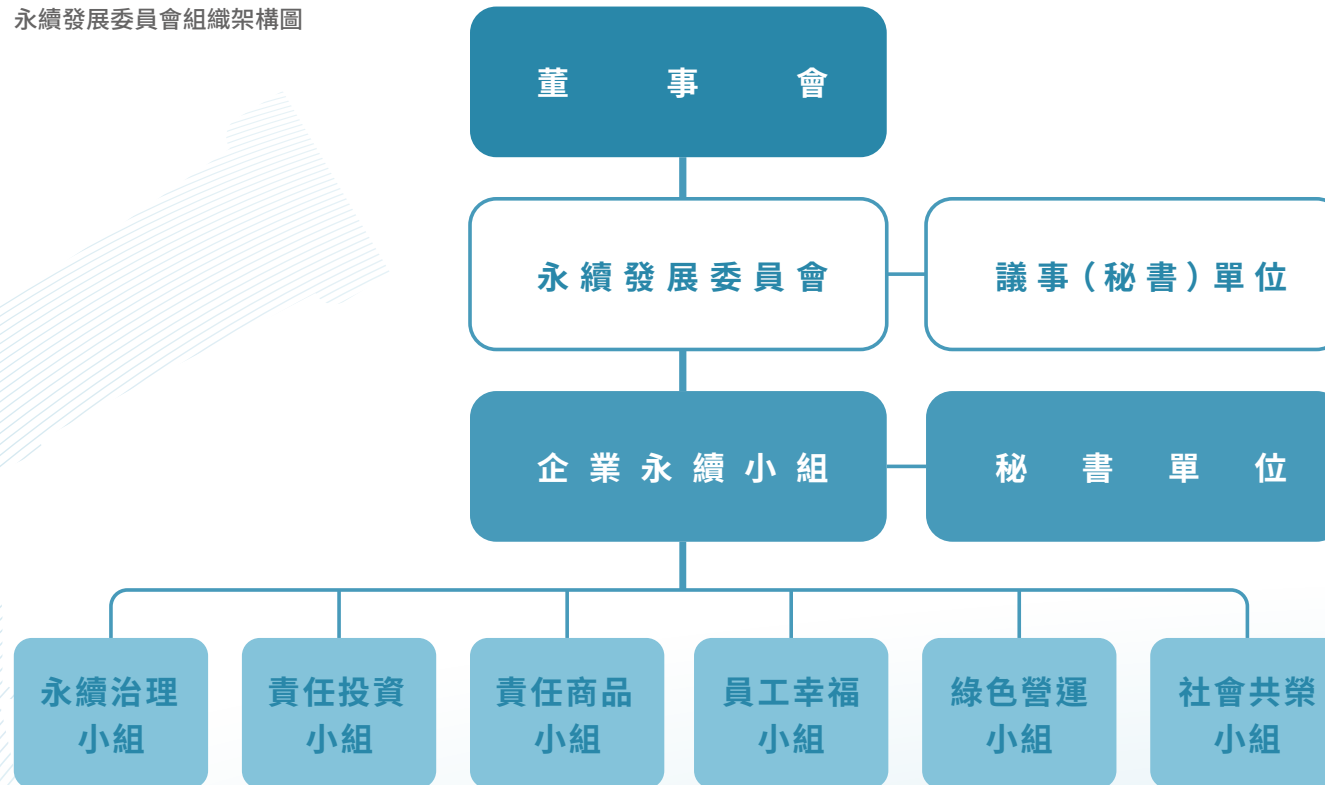 永續發展委員會組織架構圖
董事會
永續發展委員會
議事(秘書)單位
企業永續小組
秘書單位
永續治理
小組
責任投資
小組
責任商品
小組
員工幸福
小組
綠色營運
小組
社會共榮
小組